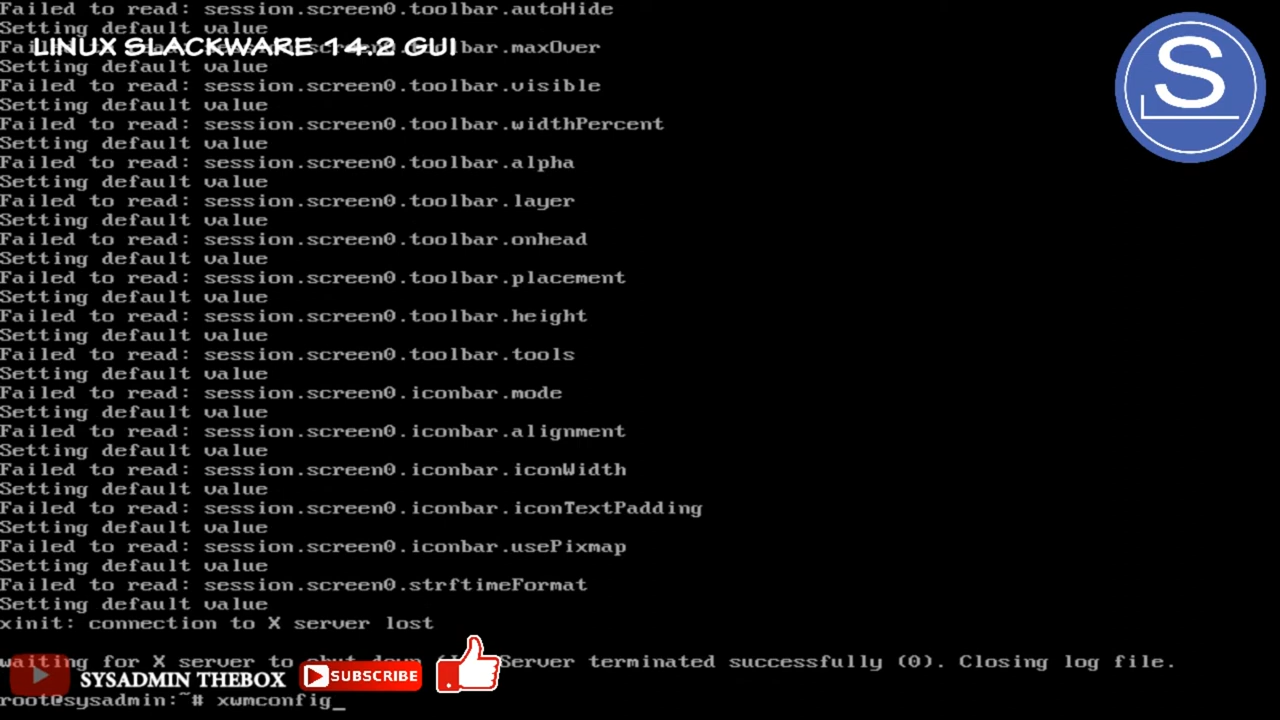 Failed to read: session.screen0.toolbar.autoHide
Setting default value
LINUX SLACKWARE 14.2 GUI
Failed to read: session.screen0.toolbar.maxOver
Setting default value
Failed to read: session.screen0.toolbar.visible
Setting default value
Failed to read: session.screen0.toolbar.widthPercent
Setting default value
Failed to read: session.screen0.toolbar.alpha
Setting default value
Failed to read: session.screen0.toolbar.layer
Setting default value
Failed to read: session.screen0.toolbar.onhead
Setting default value
Failed to read: session.screen0.toolbar.placement
Setting default value
Failed to read: session.screen0.toolbar.height
Setting default value
Failed to read: session.screen0.toolbar.tools
Setting default value
Failed to read: session.screen0.iconbar.mode
Setting default value
Failed to read: session.screen0.iconbar.alignment
Setting default value
Failed to read: session.screen0.iconbar.iconWidth
Setting default value
Failed to read: session.screen0.iconbar.iconTextPadding
Setting default value
Failed to read: session.screen0.iconbar.usePixmap
Setting default value
Failed to read: session.screen0.strftimeFormat
Setting default value
xinit: connection to X server lost
waiting for X server to shut down Server terminated successfully (0). Closing log file.
SYSADMIN THEBOX
SUBSCRIBE
root@sysadmin:~# xwmconfig_
S